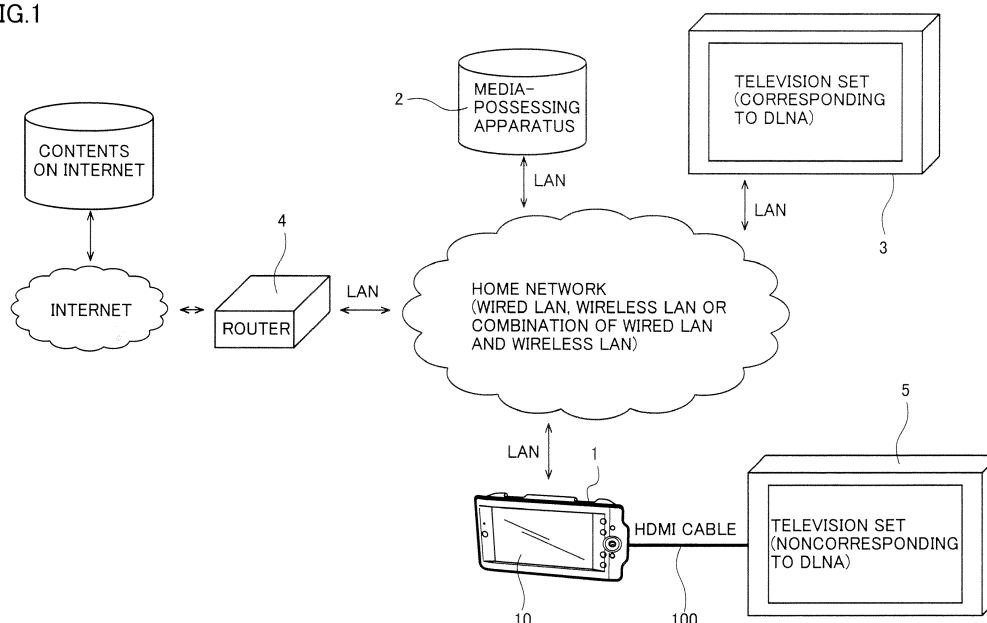 IG.1
CONTENTS
ON INTERNET
INTERNET
4
ROUTER
LAN
2
MEDIA-
POSSESSING
APPARATUS
LAN
TELEVISION SET
(CORRESPONDING
TO DLNA)
LAN
3
HOME NETWORK
(WIRED LAN, WIRELESS LAN OR
COMBINATION OF WIRED LAN
AND WIRELESS LAN)
LAN
1
10
HDMI CABLE
100
5
TELEVISION SET
(NONCORRESPONDING
TO DLNA)